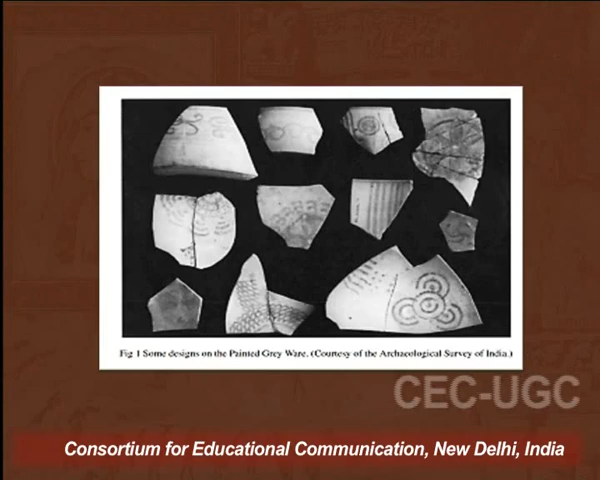 Fig 1 Some designs on the Painted Grey Ware. (Courtesy of the Archaeological Survey of India.)
CEC-UGC
Consortium for Educational Communication, New Delhi, India